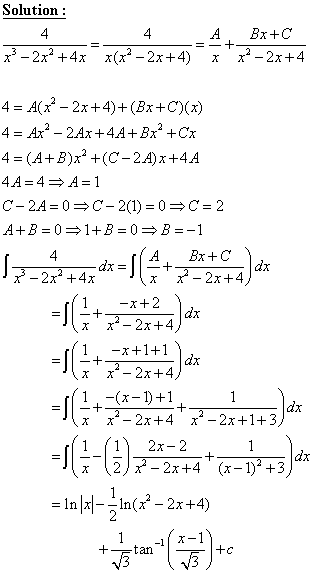 Solution :
4/(x³ − 2x² + 4x) = 4/(x(x² − 2x + 4)) = A/x + (Bx + C)/(x² − 2x + 4)
4 = A(x² − 2x + 4) + (Bx + C)(x)
4 = Ax² − 2Ax + 4A + Bx² + Cx
4 = (A + B)x² + (C − 2A)x + 4A
4A = 4 ⇒ A = 1
C − 2A = 0 ⇒ C − 2(1) = 0 ⇒ C = 2
A + B = 0 ⇒ 1 + B = 0 ⇒ B = −1
∫ 4/(x³ − 2x² + 4x) dx = ∫ (A/x + (Bx + C)/(x² − 2x + 4)) dx
= ∫ (1/x + (−x + 2)/(x² − 2x + 4)) dx
= ∫ (1/x + (−x + 1 + 1)/(x² − 2x + 4)) dx
= ∫ (1/x + (−(x − 1) + 1)/(x² − 2x + 4) + 1/(x² − 2x + 1 + 3)) dx
= ∫ (1/x − (1/2) (2x − 2)/(x² − 2x + 4) + 1/((x − 1)² + 3)) dx
= ln|x| − 1/2 ln(x² − 2x + 4)
+ 1/√3 tan⁻¹((x − 1)/√3) + c